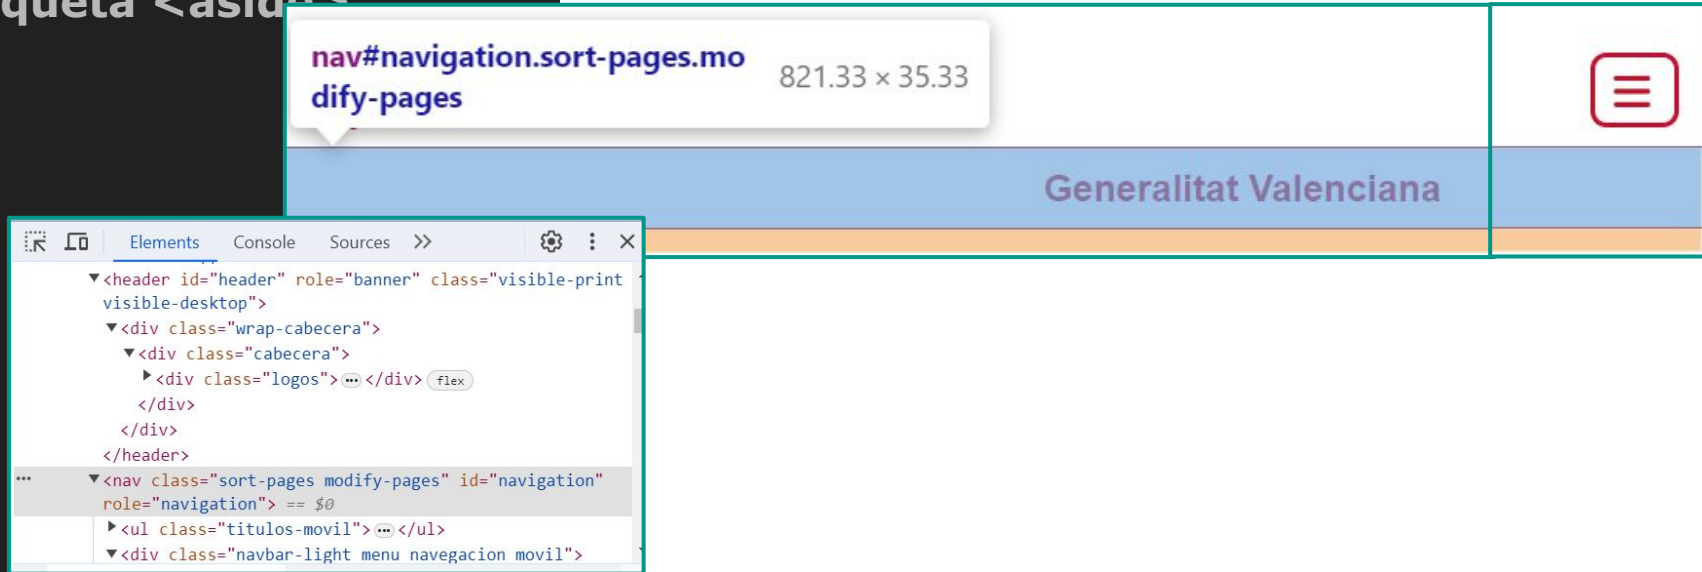 queta <aside>
nav#navigation.sort-pages.mo
dify-pages
821.33 × 35.33
Generalitat Valenciana
Elements Console Sources
▼<header id="header" role="banner" class="visible-print
visible-desktop">
▼<div class="wrap-cabecera">
▼<div class="cabecera">
▶<div class="logos">…</div> flex
</div>
</div>
</header>
… ▼<nav class="sort-pages modify-pages" id="navigation"
role="navigation"> == $0
▶<ul class="titulos-movil">…</ul>
▼<div class="navbar-light menu navegacion movil">